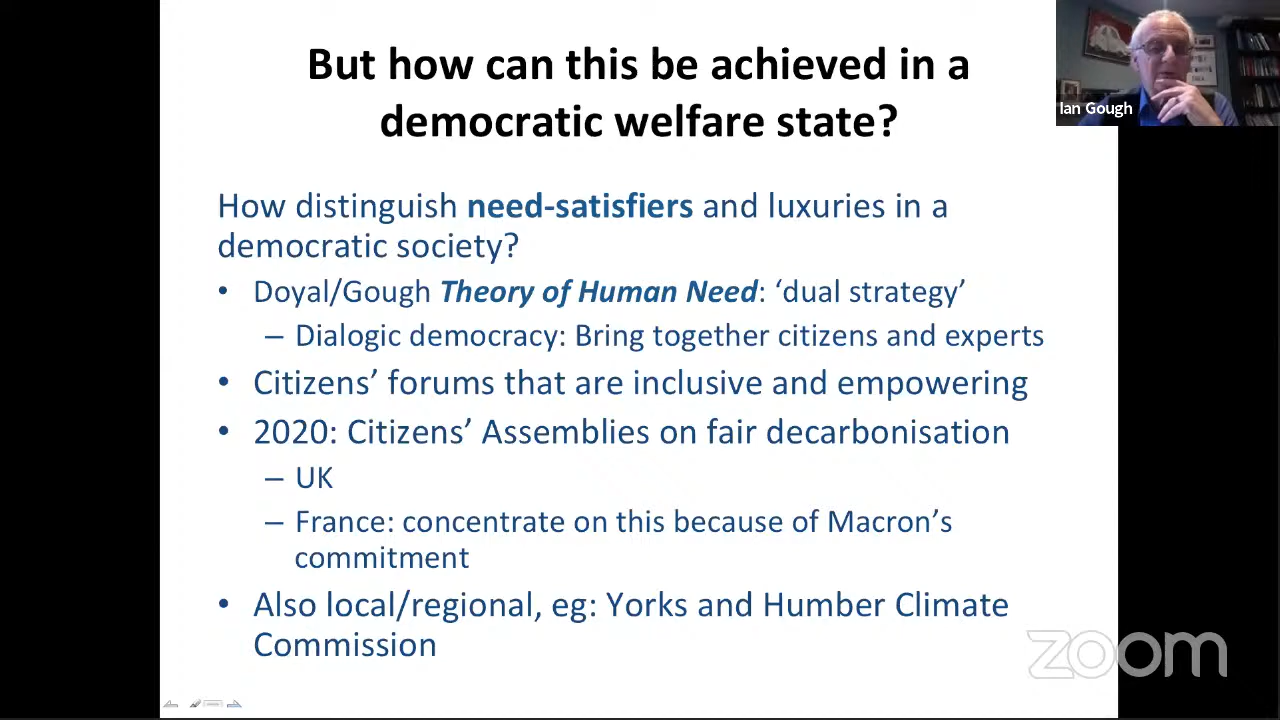 But how can this be achieved in a
democratic welfare state?
Ian Gough
How distinguish need-satisfiers and luxuries in a
democratic society?
• Doyal/Gough Theory of Human Need: ‘dual strategy’
– Dialogic democracy: Bring together citizens and experts
• Citizens’ forums that are inclusive and empowering
• 2020: Citizens’ Assemblies on fair decarbonisation
– UK
– France: concentrate on this because of Macron’s
commitment
• Also local/regional, eg: Yorks and Humber Climate
Commission
zoom